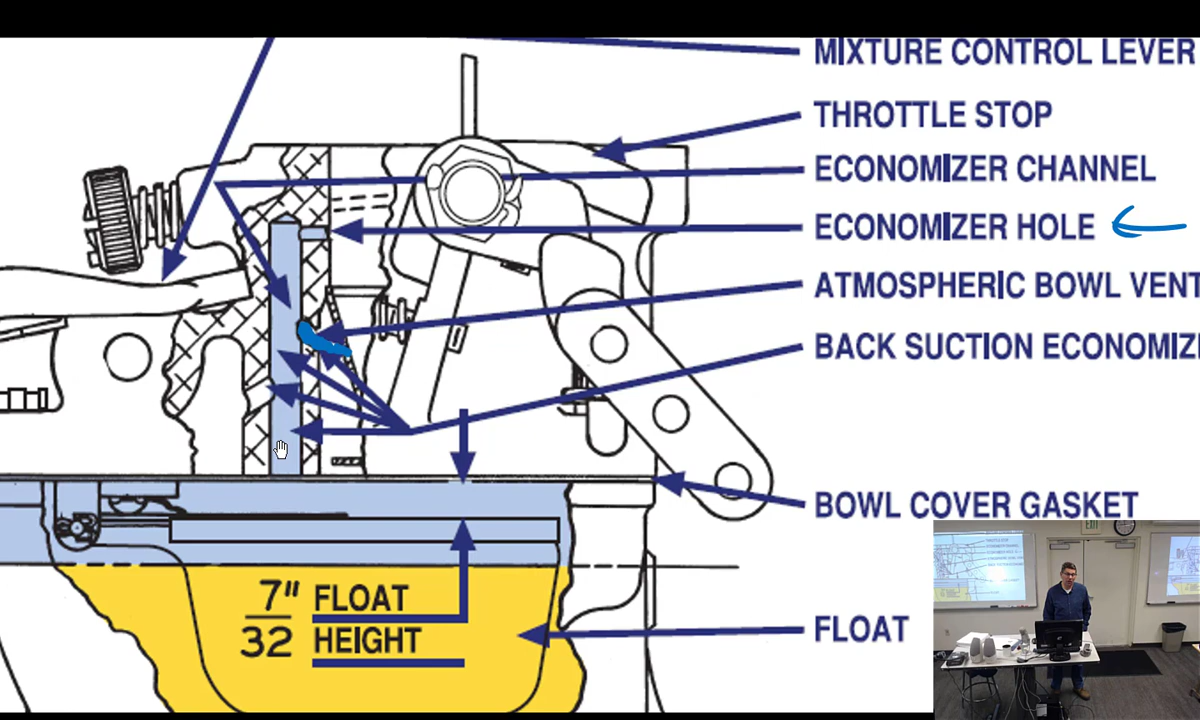 MIXTURE CONTROL LEVER
THROTTLE STOP
ECONOMIZER CHANNEL
ECONOMIZER HOLE
ATMOSPHERIC BOWL VENT
BACK SUCTION ECONOMIZE
BOWL COVER GASKET
7" FLOAT
32 HEIGHT
FLOAT
EXIT